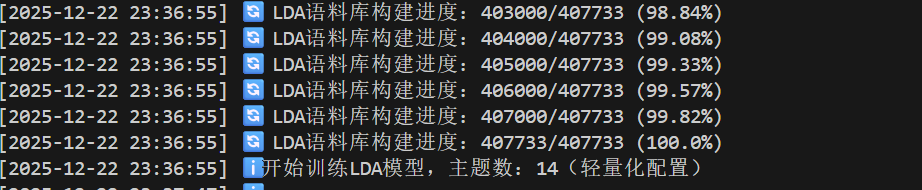 [2025-12-22 23:36:55] 🔄 LDA语料库构建进度: 403000/407733 (98.84%)
[2025-12-22 23:36:55] 🔄 LDA语料库构建进度: 404000/407733 (99.08%)
[2025-12-22 23:36:55] 🔄 LDA语料库构建进度: 405000/407733 (99.33%)
[2025-12-22 23:36:55] 🔄 LDA语料库构建进度: 406000/407733 (99.57%)
[2025-12-22 23:36:55] 🔄 LDA语料库构建进度: 407000/407733 (99.82%)
[2025-12-22 23:36:55] 🔄 LDA语料库构建进度: 407733/407733 (100.0%)
[2025-12-22 23:36:55] ℹ️开始训练LDA模型，主题数：14（轻量化配置）